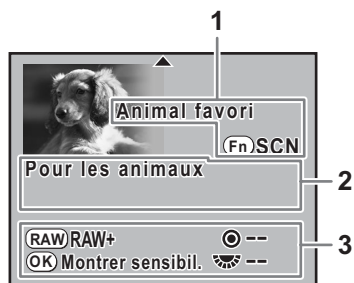 1
Animal favori
Fn SCN
Pour les animaux
2
RAW RAW+ --
3
OK Montrer sensibil. --